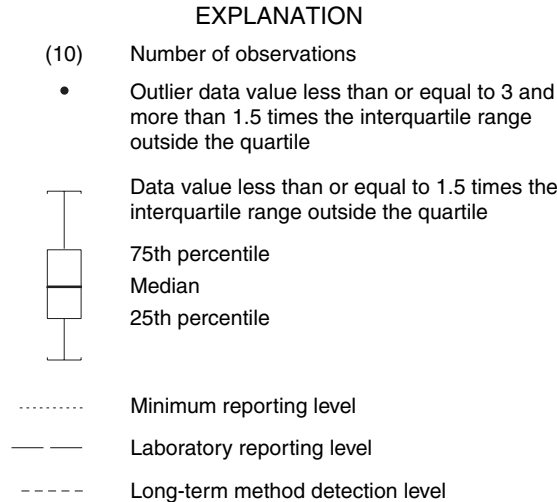 EXPLANATION
(10) Number of observations
Outlier data value less than or equal to 3 and
more than 1.5 times the interquartile range
outside the quartile
Data value less than or equal to 1.5 times the
interquartile range outside the quartile
75th percentile
Median
25th percentile
Minimum reporting level
Laboratory reporting level
Long-term method detection level